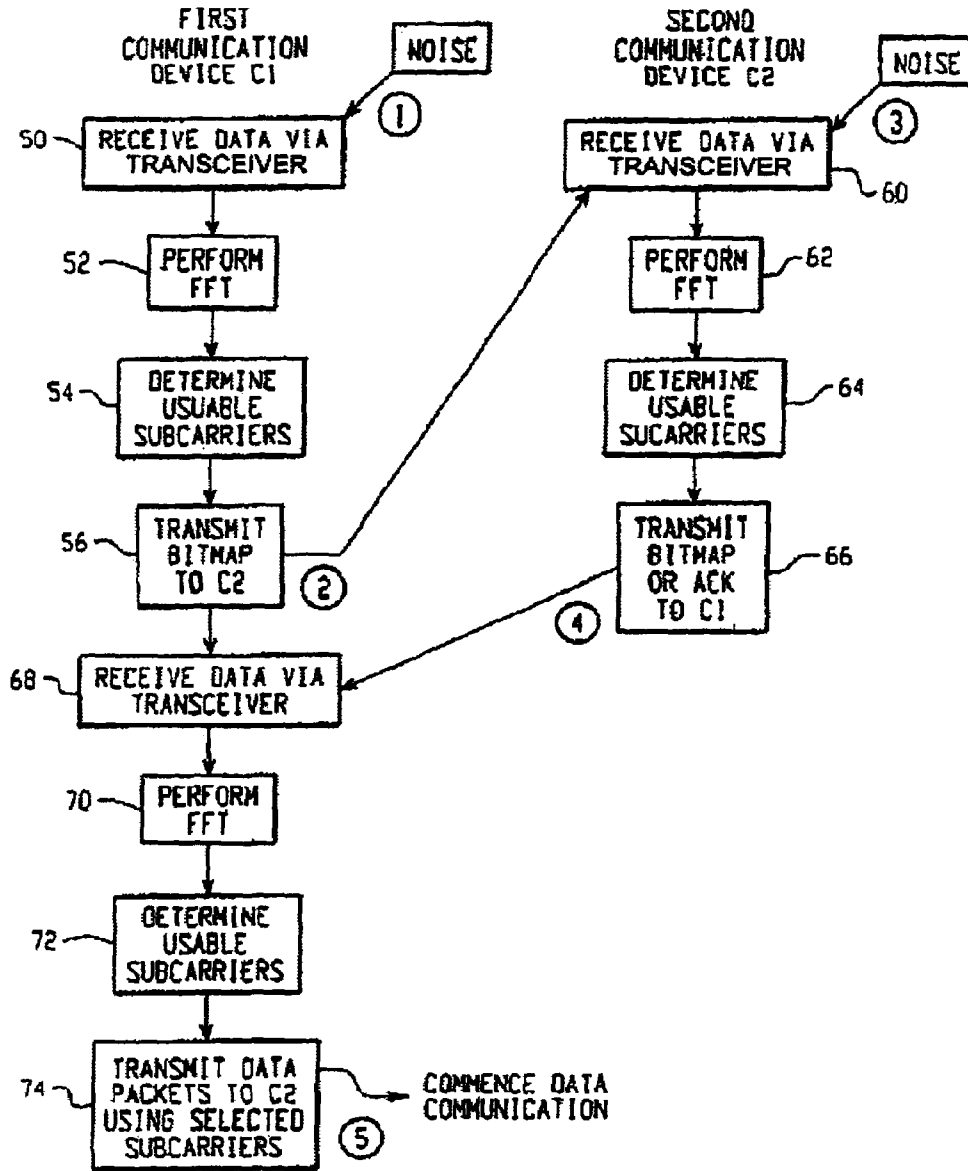 FIRST
COMMUNICATION
DEVICE C1
NOISE
1
50
RECEIVE DATA VIA
TRANSCEIVER
52
PERFORM
FFT
54
DETERMINE
USUABLE
SUBCARRIERS
56
TRANSMIT
BITMAP
TO C2
2
68
RECEIVE DATA VIA
TRANSCEIVER
70
PERFORM
FFT
72
DETERMINE
USABLE
SUBCARRIERS
74
TRANSMIT DATA
PACKETS TO C2
USING SELECTED
SUBCARRIERS
5
COMMENCE DATA
COMMUNICATION
SECOND
COMMUNICATION
DEVICE C2
NOISE
3
RECEIVE DATA VIA
TRANSCEIVER
60
PERFORM
FFT
62
DETERMINE
USABLE
SUCARRIERS
64
TRANSMIT
BITMAP
OR ACK
TO C1
66
4